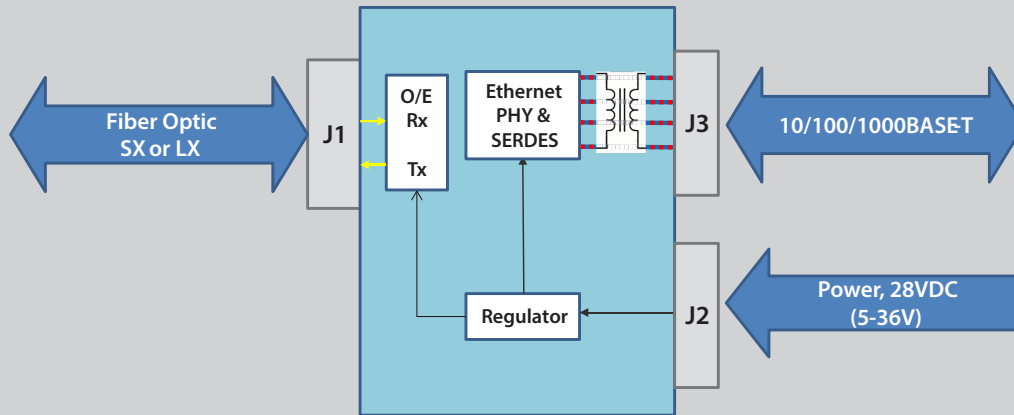 Fiber Optic
SX or LX
J1
O/E
Rx
Tx
Ethernet
PHY &
SERDES
J3
10/100/1000BASE-T
Regulator
J2
Power, 28VDC
(5-36V)